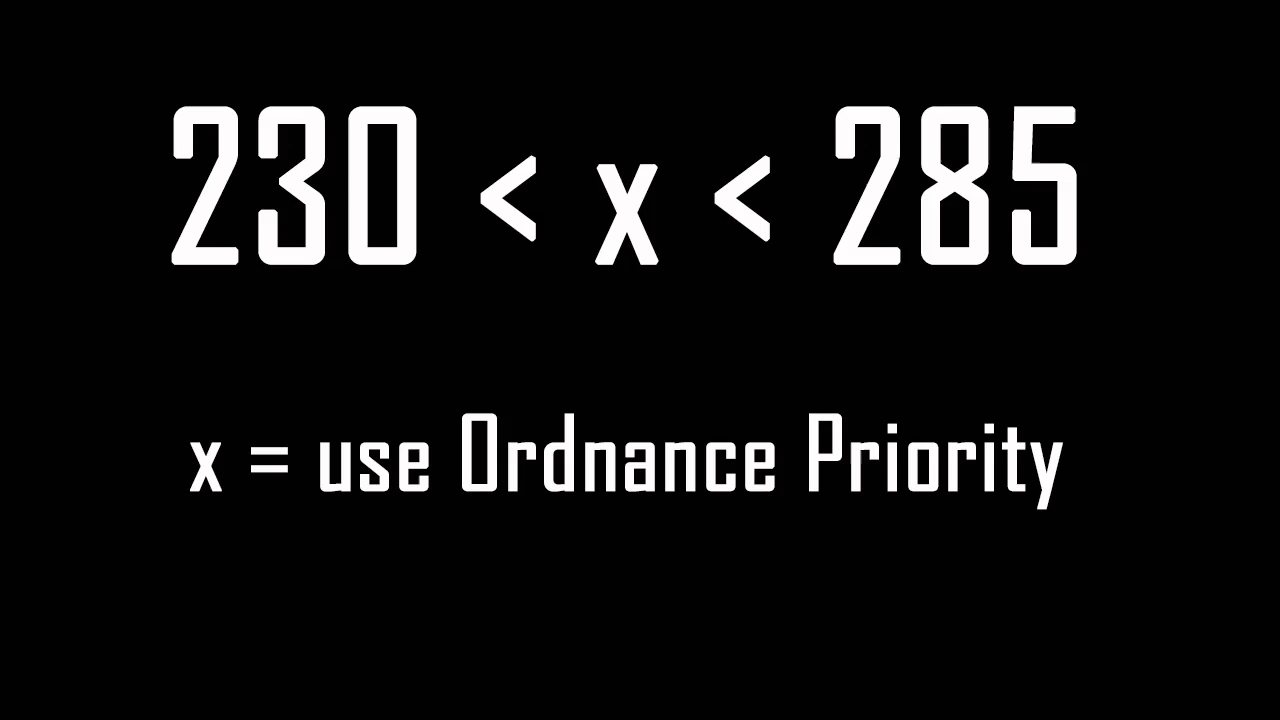 230 < x < 285
x = use Ordnance Priority